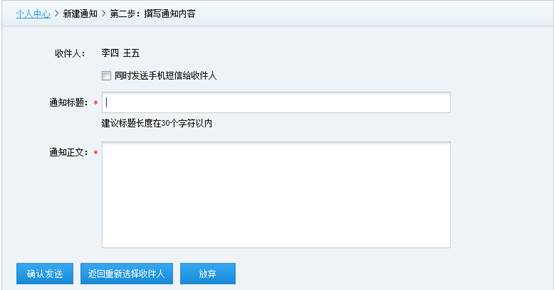 个人中心 > 新建通知 > 第二步：撰写通知内容
收件人： 李四 王五
同时发送手机短信给收件人
通知标题：*
建议标题长度在30个字符以内
通知正文：*
确认发送 返回重新选择收件人 放弃